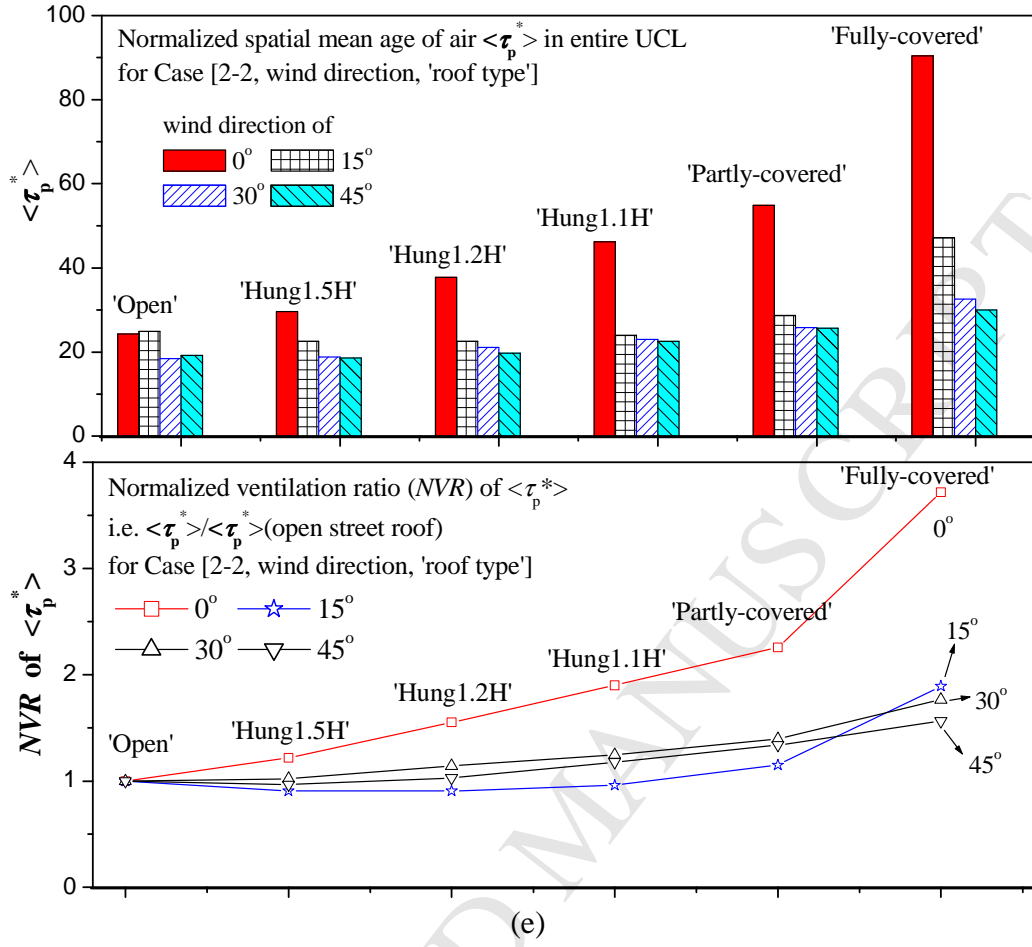 Normalized spatial mean age of air <τp*> in entire UCL
for Case [2-2, wind direction, 'roof type']
'Fully-covered'
wind direction of
0° 15°
30° 45°
'Partly-covered'
'Hung1.1H'
'Hung1.2H'
'Hung1.5H'
'Open'
100
80
60
40
20
0
<τp*>
Normalized ventilation ratio (NVR) of <τp*>
i.e. <τp*>/<τp*>(open street roof)
for Case [2-2, wind direction, 'roof type']
0° 15°
30° 45°
'Fully-covered'
0°
'Partly-covered'
15°
'Hung1.1H'
'Hung1.2H'
30°
'Hung1.5H'
'Open'
45°
4
3
2
1
0
NVR of <τp*>
(e)
D MANUSCRIPT